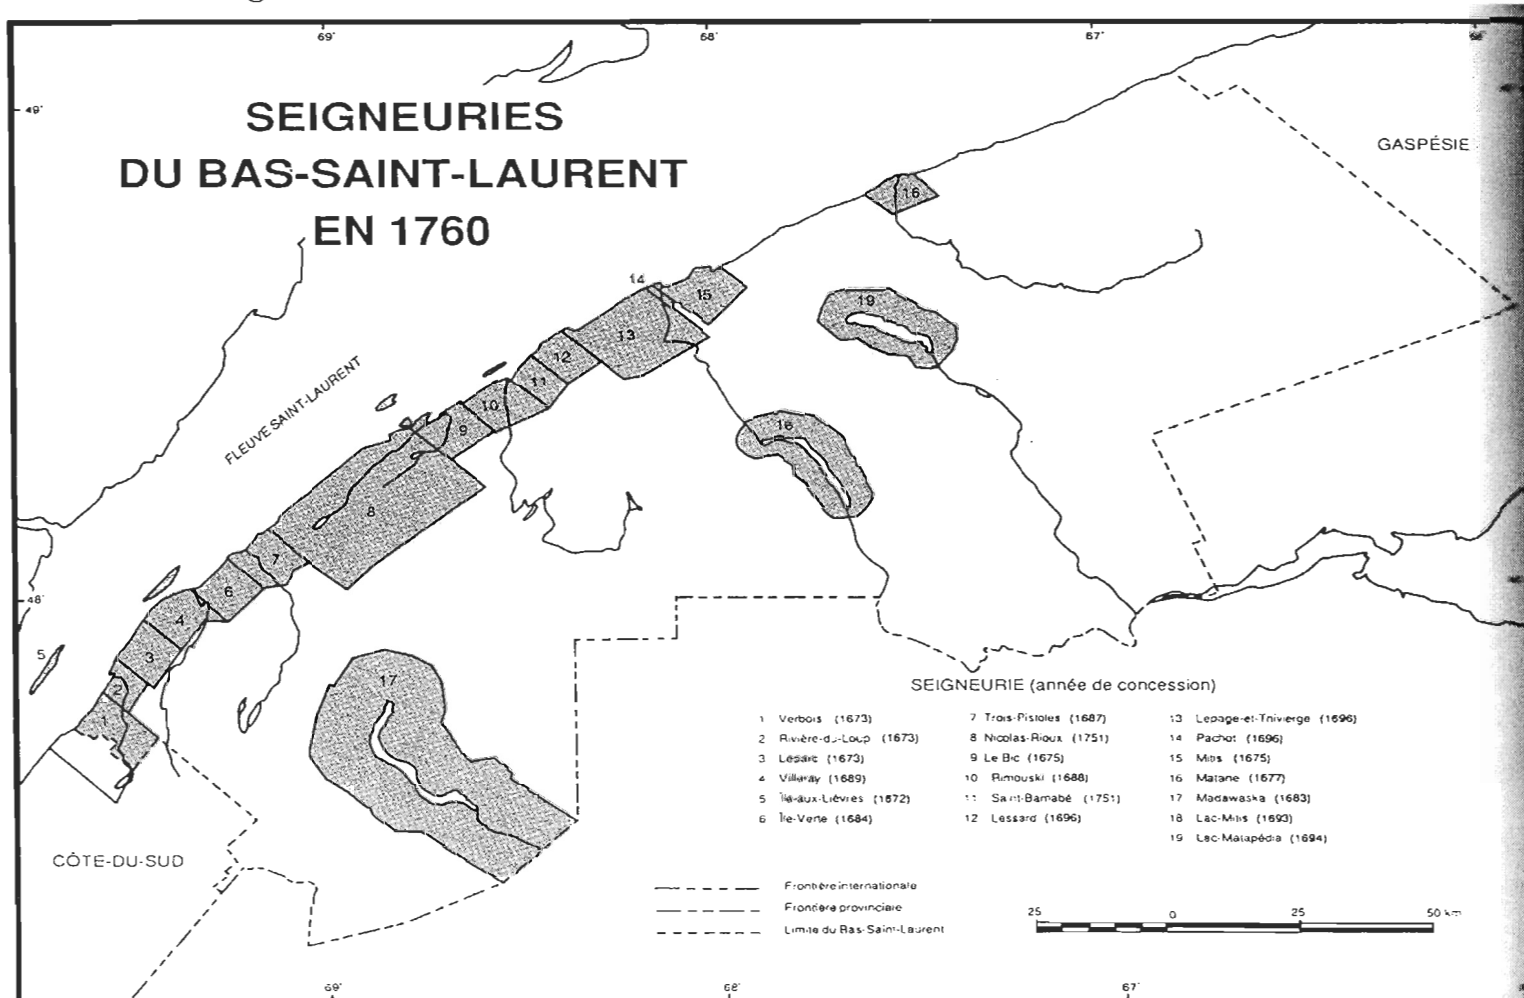 69°
68°
67°
49°
SEIGNEURIES
DU BAS-SAINT-LAURENT
EN 1760
GASPÉSIE
FLEUVE SAINT-LAURENT
16
14
15
19
13
12
11
10
16
9
8
7
6
48°
4
5
3
2
17
1
CÔTE-DU-SUD
SEIGNEURIE (année de concession)
1 Verbois (1673)
2 Rivière-du-Loup (1673)
3 Lepare (1673)
4 Villeray (1689)
5 Île-aux-Lièvres (1672)
6 Île-Verte (1684)
7 Trois-Pistoles (1687)
8 Nicolas-Rioux (1751)
9 Le Bic (1675)
10 Rimouski (1688)
11 Saint-Barnabé (1751)
12 Lessard (1696)
13 Lepage-et-Thivierge (1696)
14 Pachot (1696)
15 Mitis (1675)
16 Matane (1677)
17 Madawaska (1683)
18 Lac-Mitis (1693)
19 Lac-Matapédia (1694)
Frontière internationale
Frontière provinciale
Limite du Bas-Saint-Laurent
25 0 25 50 km
69°
68°
67°